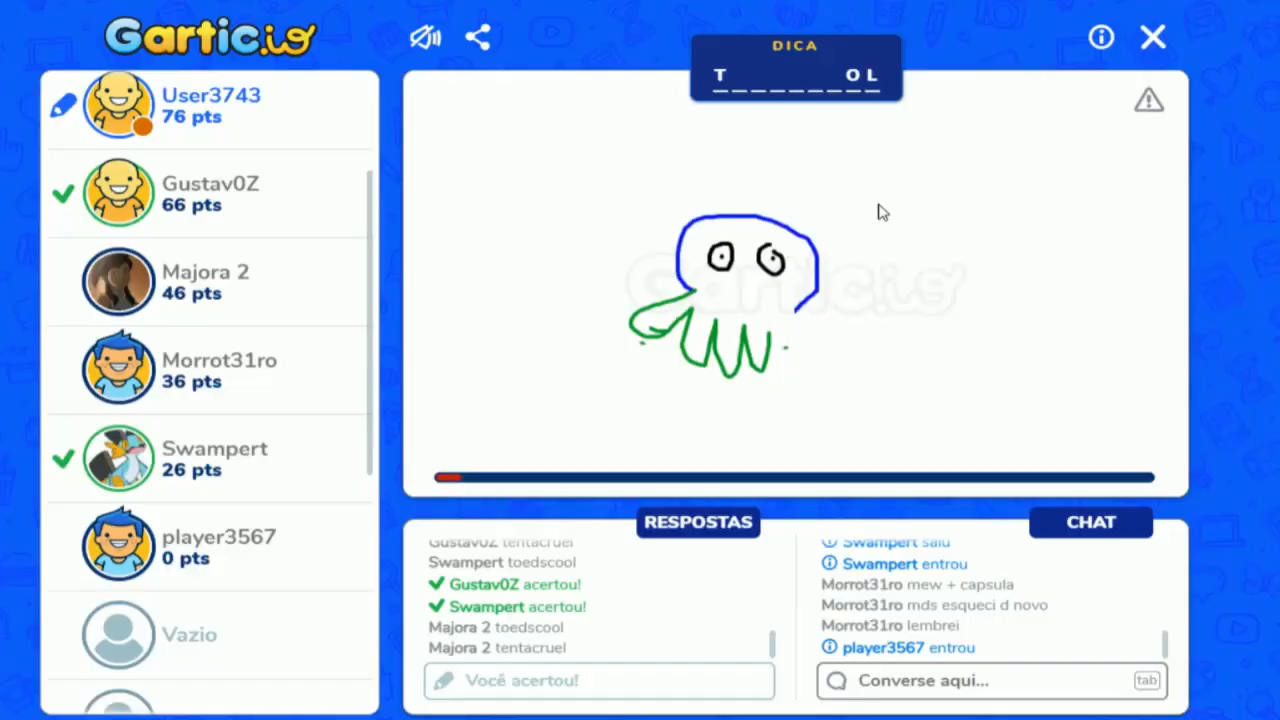 Gartic.io
DICA
T OL
User3743
76 pts
Gustav0Z
66 pts
Majora 2
46 pts
Morrot31ro
36 pts
Swampert
26 pts
player3567
0 pts
Vazio
Gartic.io
RESPOSTAS
Gustav0Z tentacruel
Swampert toedscool
Gustav0Z acertou!
Swampert acertou!
Majora 2 toedscool
Majora 2 tentacruel
Você acertou!
CHAT
Swampert saiu
Swampert entrou
Morrot31ro mew + capsula
Morrot31ro mds esqueci d novo
Morrot31ro lembrei
player3567 entrou
Converse aqui...
tab